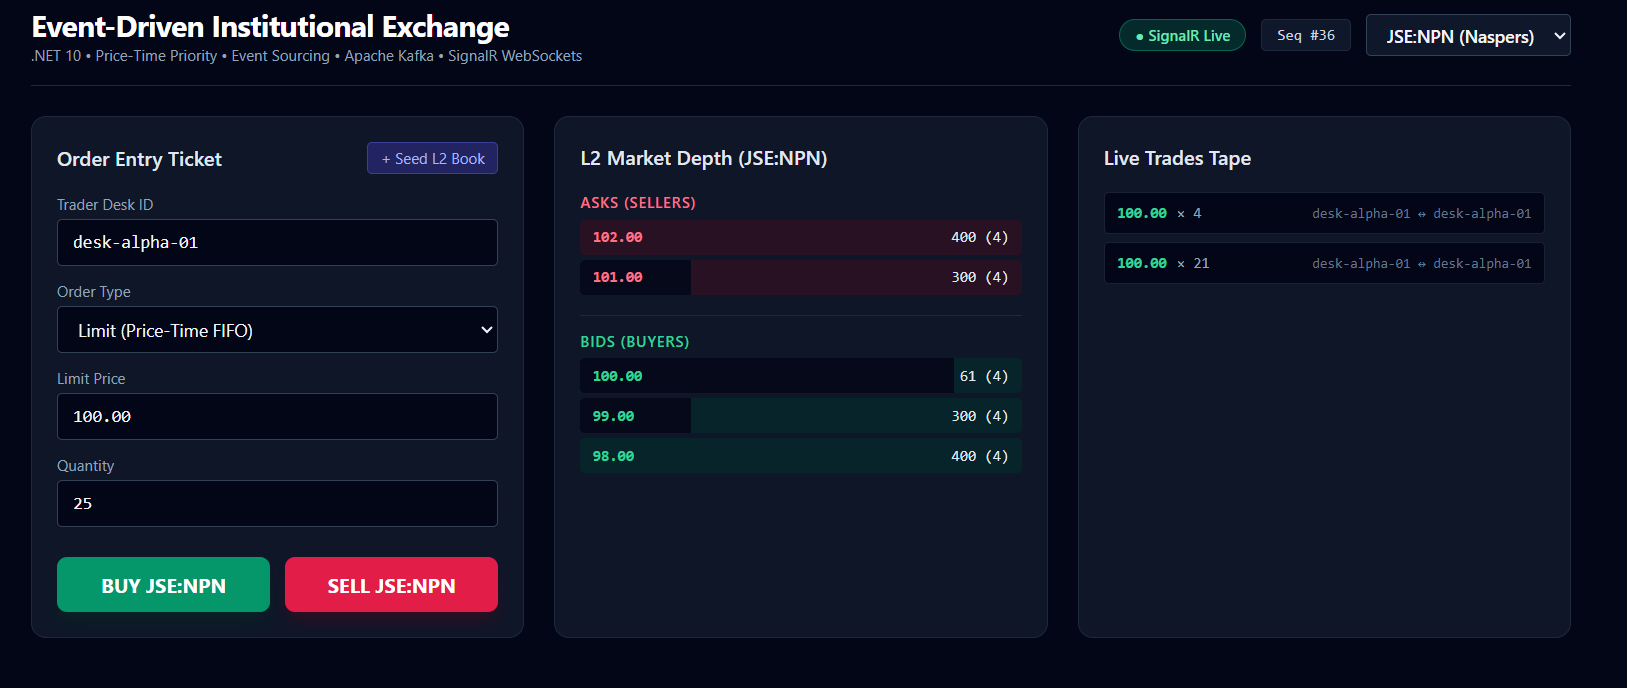 Event-Driven Institutional Exchange
.NET 10 • Price-Time Priority • Event Sourcing • Apache Kafka • SignalR WebSockets
● SignalR Live
Seq #36
JSE:NPN (Naspers)
Order Entry Ticket
+ Seed L2 Book
Trader Desk ID
desk-alpha-01
Order Type
Limit (Price-Time FIFO)
Limit Price
100.00
Quantity
25
BUY JSE:NPN
SELL JSE:NPN
L2 Market Depth (JSE:NPN)
ASKS (SELLERS)
102.00 400 (4)
101.00 300 (4)
BIDS (BUYERS)
100.00 61 (4)
99.00 300 (4)
98.00 400 (4)
Live Trades Tape
100.00 × 4 desk-alpha-01 ↔ desk-alpha-01
100.00 × 21 desk-alpha-01 ↔ desk-alpha-01